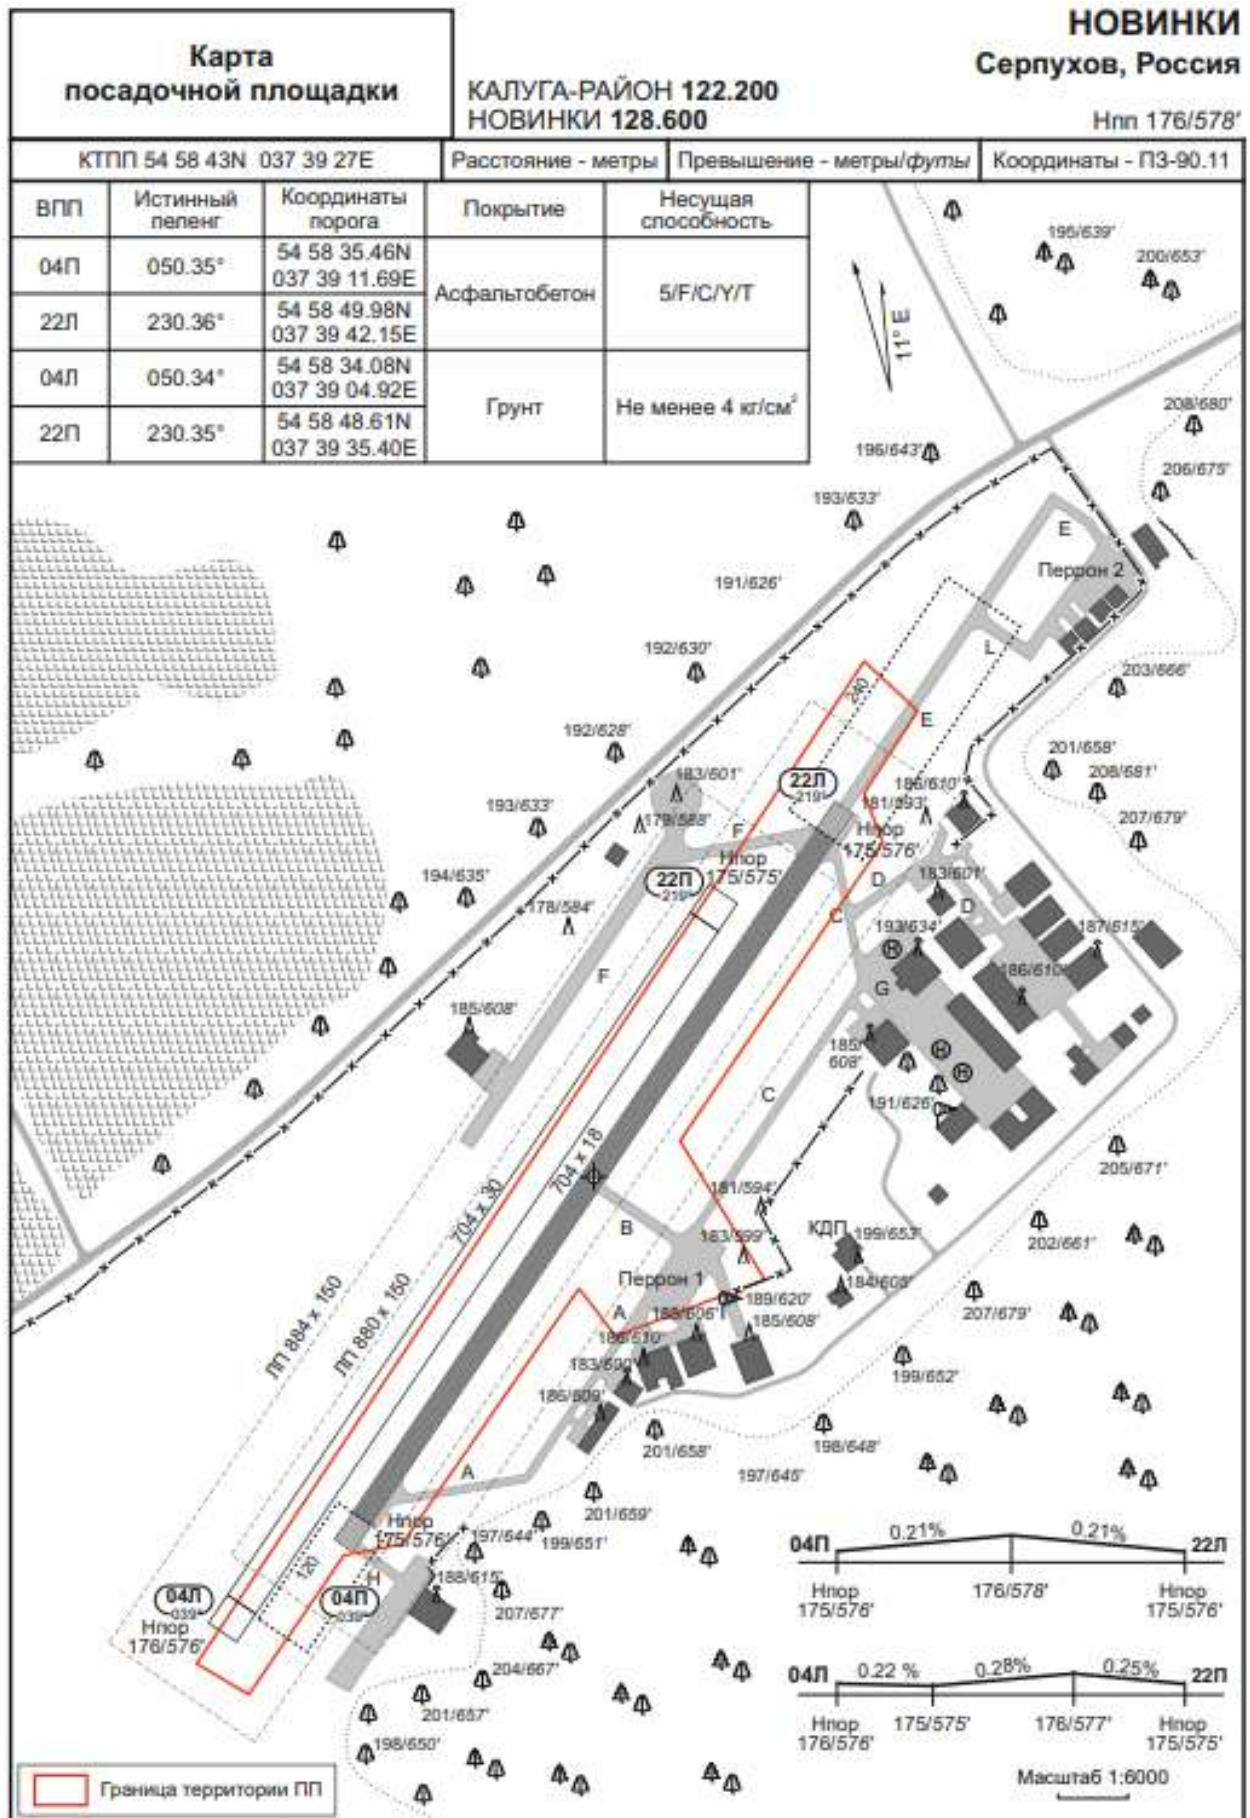 НОВИНКИ
Серпухов, Россия
Карта
посадочной площадки
КАЛУГА-РАЙОН 122.200
НОВИНКИ 128.600
Нпп 176/578'
КТПП 54 58 43N 037 39 27E
Расстояние - метры
Превышение - метры/футы
Координаты - ПЗ-90.11
ВПП
Истинный
пеленг
Координаты
порога
Покрытие
Несущая
способность
04П
050.35°
54 58 35.46N
037 39 11.69E
22Л
230.36°
54 58 49.98N
037 39 42.15E
Асфальтобетон
5/F/C/Y/T
04Л
050.34°
54 58 34.08N
037 39 04.92E
22П
230.35°
54 58 48.61N
037 39 35.40E
Грунт
Не менее 4 кг/см²
11° E
195/639'
200/653'
208/680'
196/643'
206/675'
193/633'
E
Перрон 2
191/626'
L
192/630'
203/666'
240
E
192/628'
201/658'
183/601'
22Л
219°
186/610'
208/681'
193/633'
181/593'
207/679'
179/588'
F
Нпор
175/576'
Нпор
175/575'
194/635'
22П
219°
D
183/601'
178/584'
C
D
193/634'
187/615'
H
F
G
186/610'
185/608'
185/
608'
H
H
C
191/626'
704 x 18
205/671'
704 x 30
181/594'
B
КДП
199/653'
202/661'
183/599'
ЛП 884 x 150
ЛП 880 x 150
Перрон 1
184/605'
189/620'
207/679'
A
185/608'
186/610'
183/600'
199/652'
186/609'
201/658'
198/648'
197/646'
A
201/659'
Нпор
175/576'
197/644'
199/651'
120
H
188/615'
04Л
039°
04П
039°
Нпор
176/576'
207/677'
204/667'
201/657'
198/650'
04П
0.21%
0.21%
22Л
Нпор
175/576'
176/578'
Нпор
175/576'
04Л
0.22 %
0.28%
0.25%
22П
Нпор
176/576'
175/575'
176/577'
Нпор
175/575'
Масштаб 1:6000
Граница территории ПП